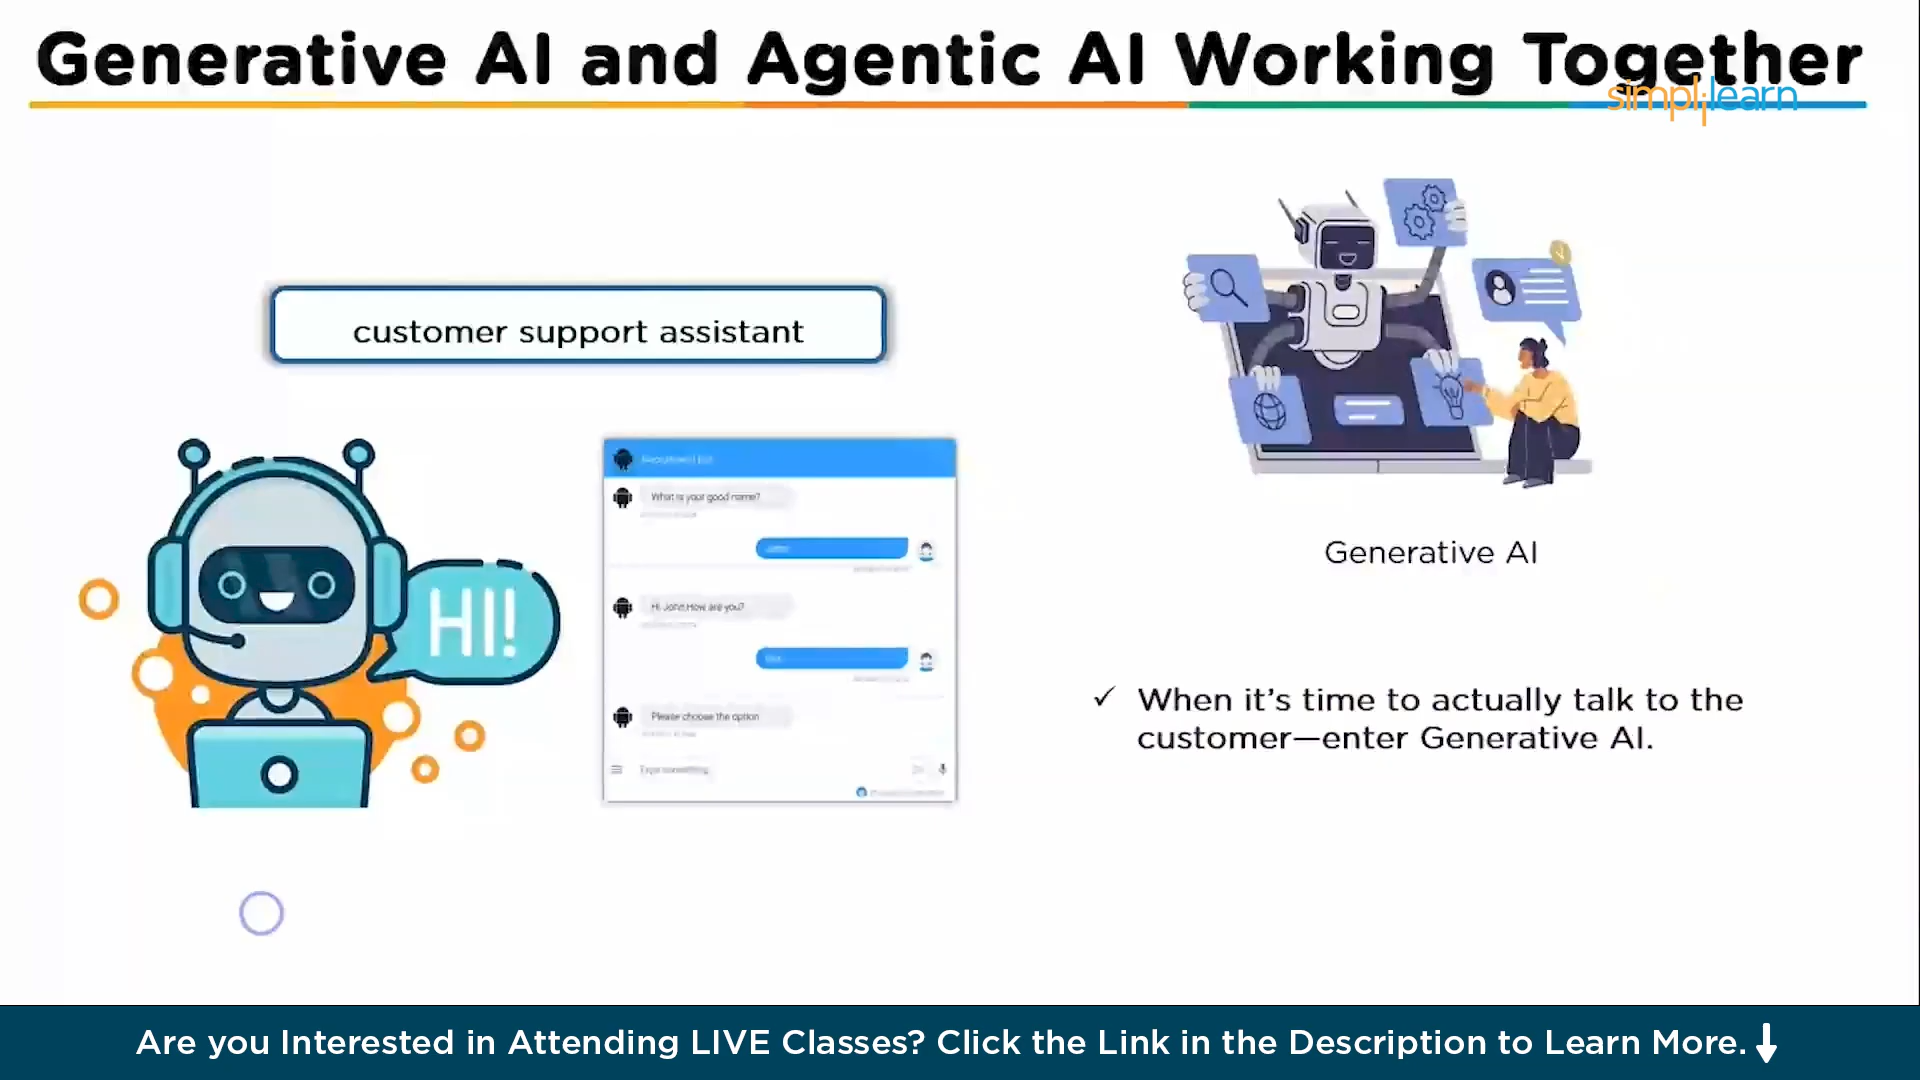 Generative AI and Agentic AI Working Together
simplilearn
customer support assistant
HI!
What is your good name?
Hi John How are you?
Please choose the option
Type something
Generative AI
✓ When it's time to actually talk to the
customer—enter Generative AI.
Are you Interested in Attending LIVE Classes? Click the Link in the Description to Learn More.